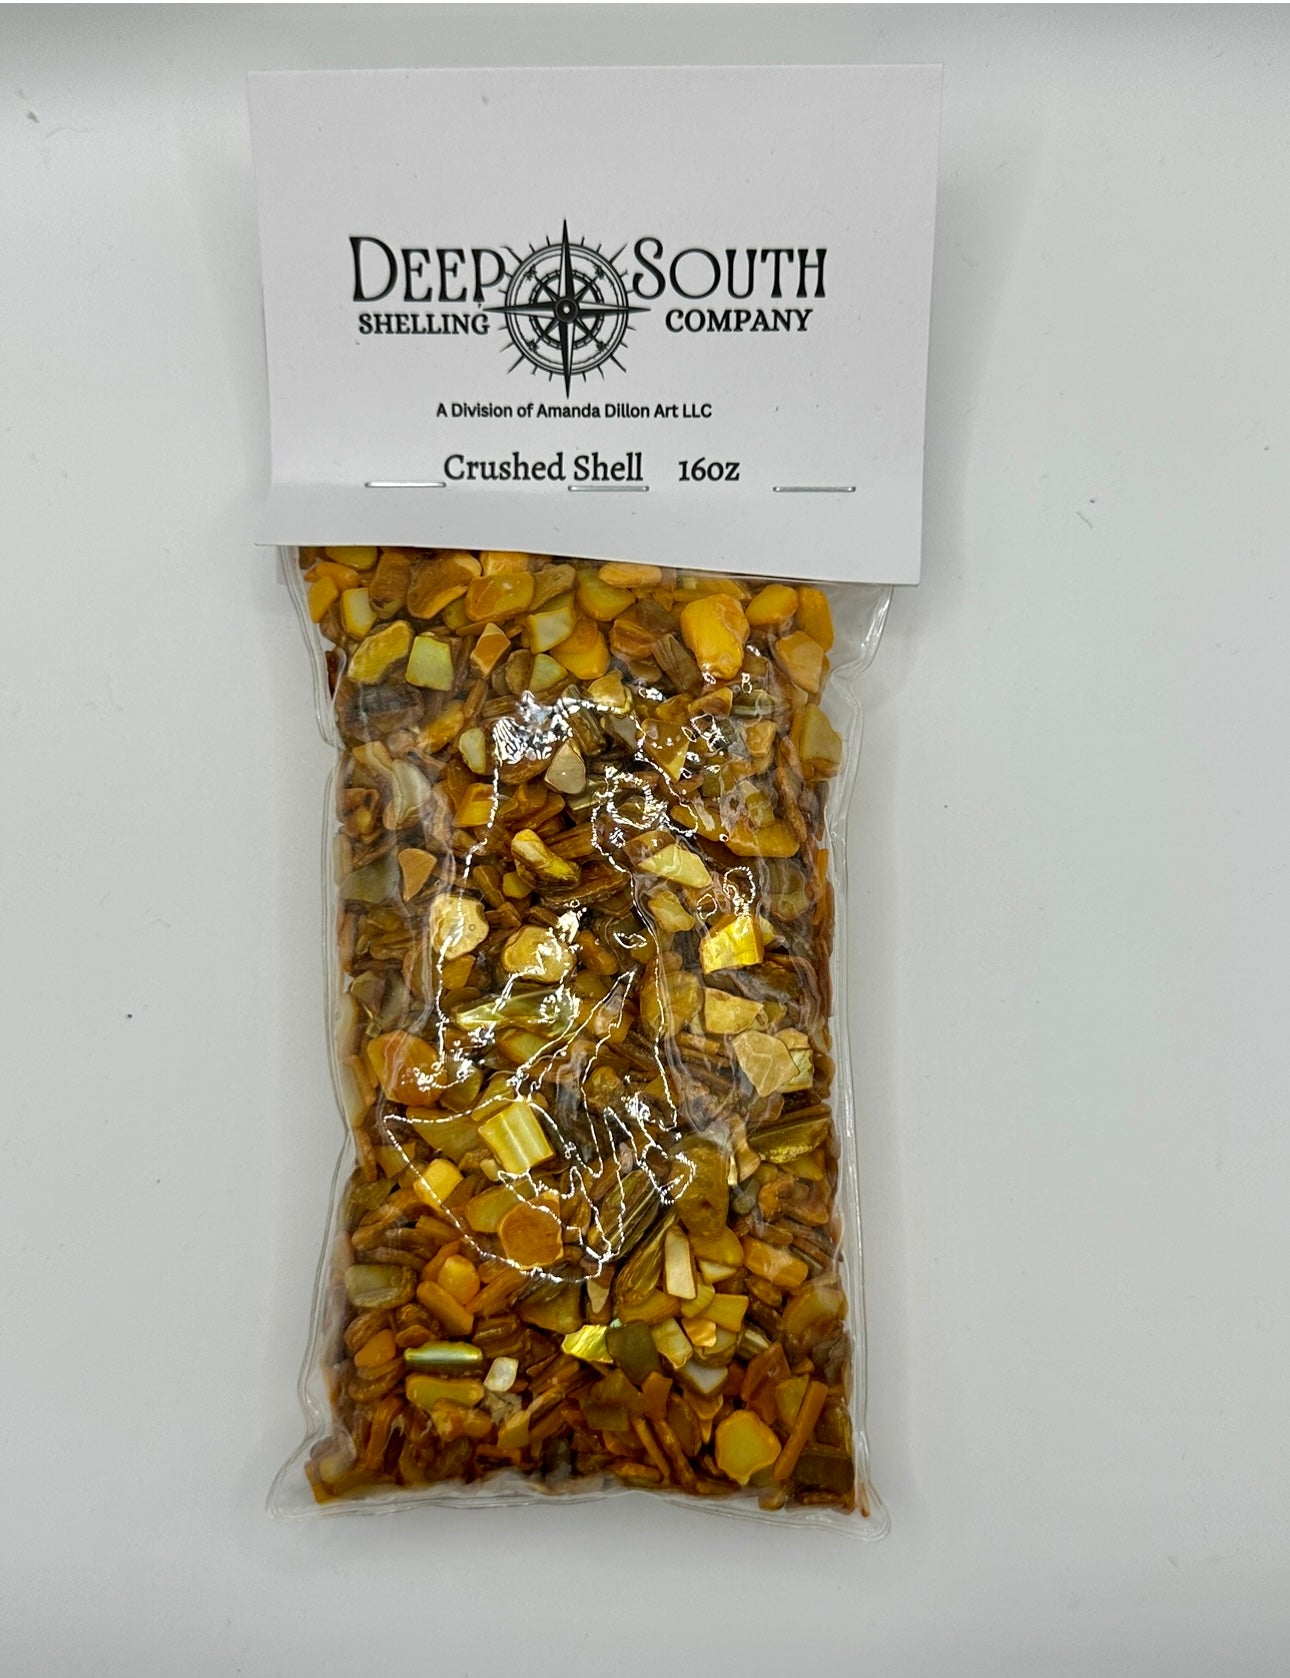 DEEP SOUTH
SHELLING COMPANY
A Division of Amanda Dillon Art LLC
Crushed Shell 16oz